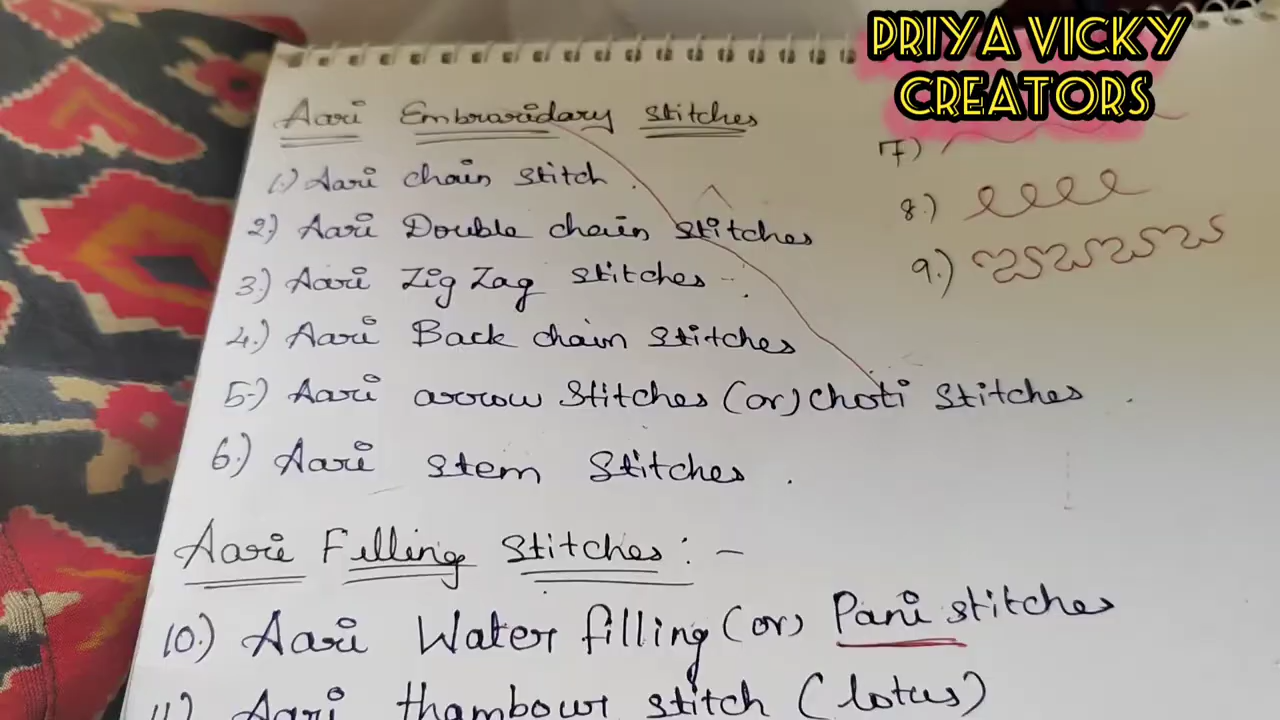 PRIYA VICKY
CREATORS
Aari Embraridary stitches
1.) Aari chain stitch.
2) Aari Double chain stitches
3.) Aari Zig Zag stitches -.
4.) Aari Back chain stitches
5.) Aari arrow stitches (or) choti stitches.
6.) Aari stem stitches.
7)
8.)
9.)
Aari Filling stitches :-
10.) Aari Water filling (or) Pani stitches
11) Aari thambour stitch (lotus)